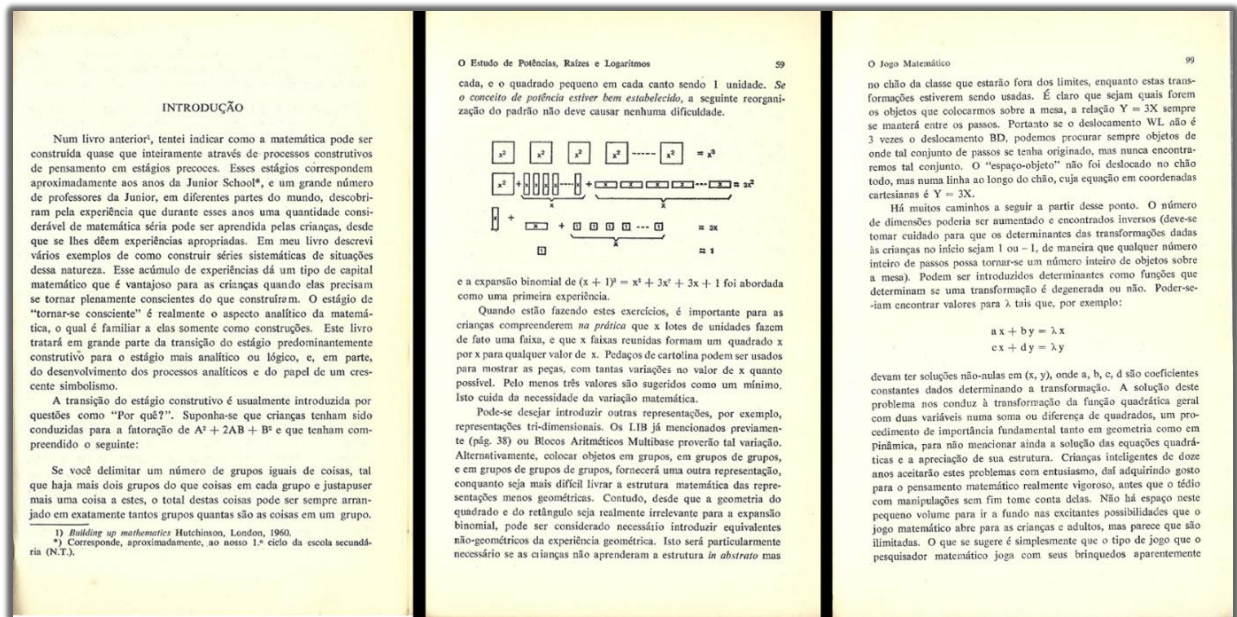 INTRODUÇÃO
Num livro anterior¹, tentei indicar como a matemática pode ser
construída quase que inteiramente através de processos construtivos
de pensamento em estágios precoces. Esses estágios correspondem
aproximadamente aos anos da Junior School*, e um grande número
de professores da Junior, em diferentes partes do mundo, descobri-
ram pela experiência que durante esses anos uma quantidade consi-
derável de matemática séria pode ser aprendida pelas crianças, desde
que se lhes dêem experiências apropriadas. Em meu livro descrevi
vários exemplos de como construir séries sistemáticas de situações
dessa natureza. Esse acúmulo de experiências dá um tipo de capital
matemático que é vantajoso para as crianças quando elas precisam
se tornar plenamente conscientes do que construíram. O estágio de
"tornar-se consciente" é realmente o aspecto analítico da matemá-
tica, o qual é familiar a elas somente como construções. Este livro
tratará em grande parte da transição do estágio predominantemente
construtivo para o estágio mais analítico ou lógico, e, em parte,
do desenvolvimento dos processos analíticos e do papel de um cres-
cente simbolismo.
A transição do estágio construtivo é usualmente introduzida por
questões como "Por quê?". Suponha-se que crianças tenham sido
conduzidas para a fatoração de A² + 2AB + B² e que tenham com-
preendido o seguinte:
Se você delimitar um número de grupos iguais de coisas, tal
que haja mais dois grupos do que coisas em cada grupo e justapuser
mais uma coisa a estes, o total destas coisas pode ser sempre arran-
jado em exatamente tantos grupos quantas são as coisas em um grupo.
1) Building up mathematics Hutchinson, London, 1960.
*) Corresponde, aproximadamente, ao nosso 1.º ciclo da escola secundá-
ria (N.T.).
O Estudo de Potências, Raízes e Logaritmos 59
cada, e o quadrado pequeno em cada canto sendo 1 unidade. Se
o conceito de potência estiver bem estabelecido, a seguinte reorgani-
zação do padrão não deve causar nenhuma dificuldade.
x² x² x² x² ----- x² = x³
x² + x x x x --- x + x x x x --- x = 3x²
x x
x + x + 1 1 1 1 1 --- 1 = 3x
x
1 = 1
e a expansão binomial de (x + 1)³ = x³ + 3x² + 3x + 1 foi abordada
como uma primeira experiência.
Quando estão fazendo estes exercícios, é importante para as
crianças compreenderem na prática que x lotes de unidades fazem
de fato uma faixa, e que x faixas reunidas formam um quadrado x
por x para qualquer valor de x. Pedaços de cartolina podem ser usados
para mostrar as peças, com tantas variações no valor de x quanto
possível. Pelo menos três valores são sugeridos como um mínimo.
Isto cuida da necessidade da variação matemática.
Pode-se desejar introduzir outras representações, por exemplo,
representações tri-dimensionais. Os LIB já mencionados previamen-
te (pág. 38) ou Blocos Aritméticos Multibase proverão tal variação.
Alternativamente, colocar objetos em grupos, em grupos de grupos,
e em grupos de grupos de grupos, fornecerá uma outra representação,
conquanto seja mais difícil livrar a estrutura matemática das repre-
sentações menos geométricas. Contudo, desde que a geometria do
quadrado e do retângulo seja realmente irrelevante para a expansão
binomial, pode ser considerado necessário introduzir equivalentes
não-geométricos da experiência geométrica. Isto será particularmente
necessário se as crianças não aprenderam a estrutura in abstrato mas
O Jogo Matemático 99
no chão da classe que estarão fora dos limites, enquanto estas trans-
formações estiverem sendo usadas. É claro que sejam quais forem
os objetos que colocarmos sobre a mesa, a relação Y = 3X sempre
se manterá entre os passos. Portanto se o deslocamento WL não é
3 vezes o deslocamento BD, podemos procurar sempre objetos de
onde tal conjunto de passos se tenha originado, mas nunca encontra-
remos tal conjunto. O "espaço-objeto" não foi deslocado no chão
todo, mas numa linha ao longo do chão, cuja equação em coordenadas
cartesianas é Y = 3X.
Há muitos caminhos a seguir a partir desse ponto. O número
de dimensões poderia ser aumentado e encontrados inversos (deve-se
tomar cuidado para que os determinantes das transformações dadas
às crianças no início sejam 1 ou – 1, de maneira que qualquer número
inteiro de passos possa tornar-se um número inteiro de objetos sobre
a mesa). Podem ser introduzidos determinantes como funções que
determinam se uma transformação é degenerada ou não. Poder-se-
-iam encontrar valores para λ tais que, por exemplo:
ax + by = λx
cx + dy = λy
devam ter soluções não-nulas em (x, y), onde a, b, c, d são coeficientes
constantes dados determinando a transformação. A solução deste
problema nos conduz à transformação da função quadrática geral
com duas variáveis numa soma ou diferença de quadrados, um pro-
cedimento de importância fundamental tanto em geometria como em
Dinâmica, para não mencionar ainda a solução das equações quadrá-
ticas e a apreciação de sua estrutura. Crianças inteligentes de doze
anos aceitarão estes problemas com entusiasmo, daí adquirindo gosto
para o pensamento matemático realmente vigoroso, antes que o tédio
com manipulações sem fim tome conta delas. Não há espaço neste
pequeno volume para ir a fundo nas excitantes possibilidades que o
jogo matemático abre para as crianças e adultos, mas parece que são
ilimitadas. O que se sugere é simplesmente que o tipo de jogo que o
pesquisador matemático joga com seus brinquedos aparentemente